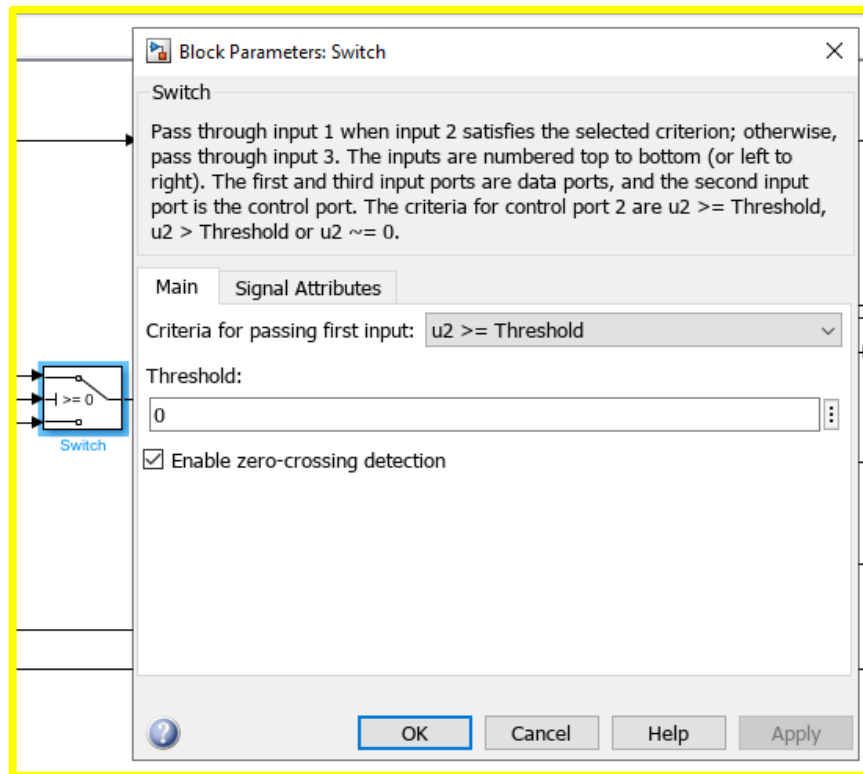 Block Parameters: Switch
Switch
Pass through input 1 when input 2 satisfies the selected criterion; otherwise,
pass through input 3. The inputs are numbered top to bottom (or left to
right). The first and third input ports are data ports, and the second input
port is the control port. The criteria for control port 2 are u2 >= Threshold,
u2 > Threshold or u2 ~= 0.
Main Signal Attributes
Criteria for passing first input: u2 >= Threshold
Threshold:
0
Enable zero-crossing detection
>= 0
Switch
? OK Cancel Help Apply